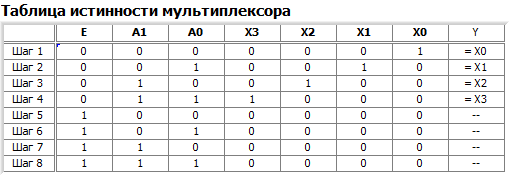 Таблица истинности мультиплексора
E A1 A0 X3 X2 X1 X0 Y
Шаг 1 0 0 0 0 0 0 1 = X0
Шаг 2 0 0 1 0 0 1 0 = X1
Шаг 3 0 1 0 0 1 0 0 = X2
Шаг 4 0 1 1 1 0 0 0 = X3
Шаг 5 1 0 0 0 0 0 0 --
Шаг 6 1 0 1 0 0 0 0 --
Шаг 7 1 1 0 0 0 0 0 --
Шаг 8 1 1 1 0 0 0 0 --